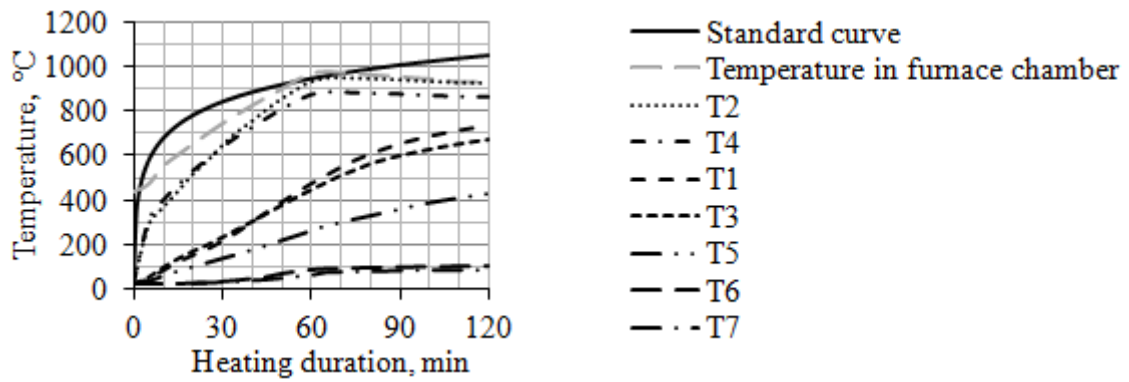 1200
1000
800
600
400
200
0
Temperature, °C
0 30 60 90 120
Heating duration, min
Standard curve
Temperature in furnace chamber
T2
T4
T1
T3
T5
T6
T7